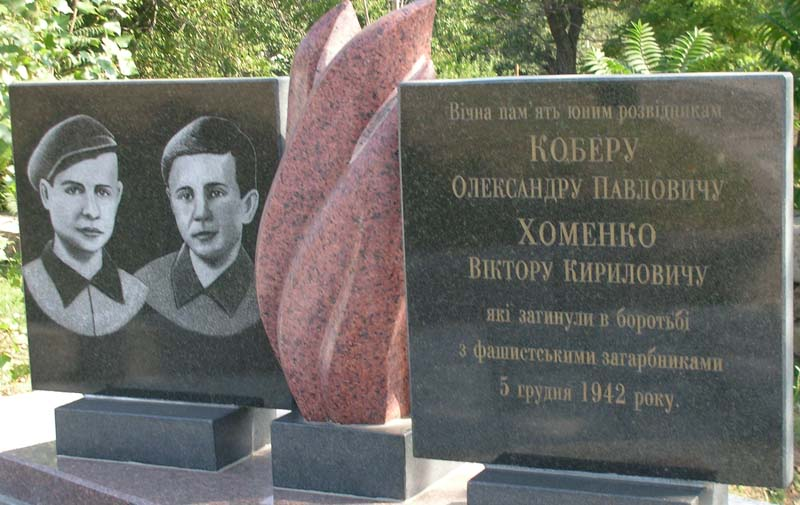 Вічна пам'ять юним розвідникам
КОБЕРУ
ОЛЕКСАНДРУ ПАВЛОВИЧУ
ХОМЕНКО
ВІКТОРУ КИРИЛОВИЧУ
які загинули в боротьбі
з фашистськими загарбниками
5 грудня 1942 року.